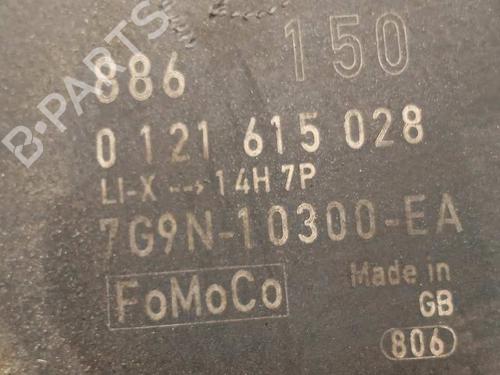 B-PARTS
886 150
0 121 615 028
LI-X --> 14H 7P
7G9N-10300-EA
FoMoCo
Made in
GB
806